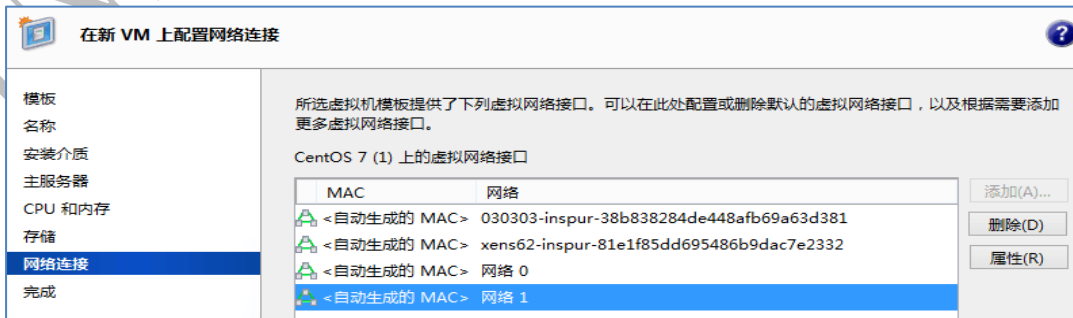 在新 VM 上配置网络连接
?
模板
名称
安装介质
主服务器
CPU 和内存
存储
网络连接
完成
所选虚拟机模板提供了下列虚拟网络接口。可以在此处配置或删除默认的虚拟网络接口，以及根据需要添加
更多虚拟网络接口。
CentOS 7 (1) 上的虚拟网络接口
MAC 网络
<自动生成的 MAC> 030303-inspur-38b838284de448afb69a63d381
<自动生成的 MAC> xens62-inspur-81e1f85dd695486b9dac7e2332
<自动生成的 MAC> 网络 0
<自动生成的 MAC> 网络 1
添加(A)...
删除(D)
属性(R)